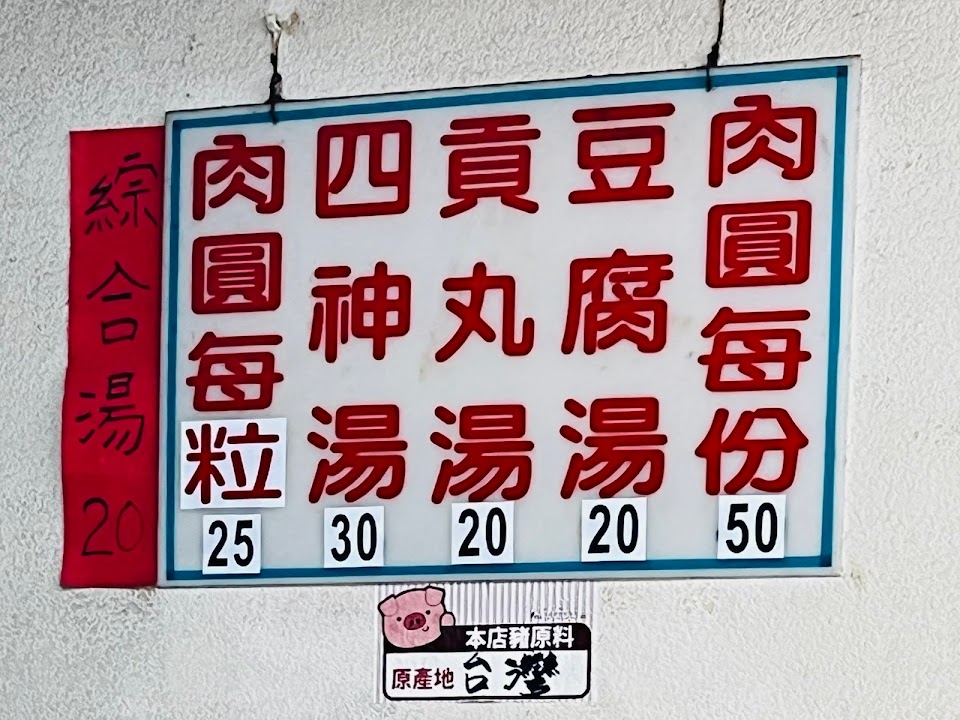 肉圓每份 50
豆腐湯 20
貢丸湯 20
四神湯 30
肉圓每粒 25
綜合湯 20
本店豬原料
原產地 台灣